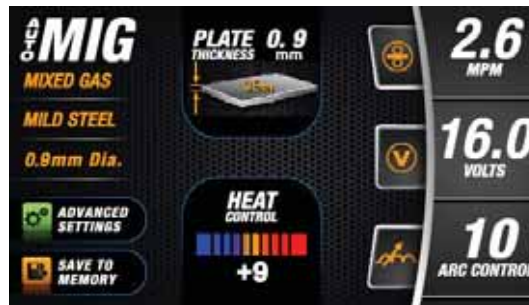 AUTO MIG
MIXED GAS
MILD STEEL
0.9mm Dia.
ADVANCED
SETTINGS
SAVE TO
MEMORY
PLATE 0.9
THICKNESS mm
HEAT
CONTROL
+9
V
2.6
MPM
16.0
VOLTS
10
ARC CONTROL